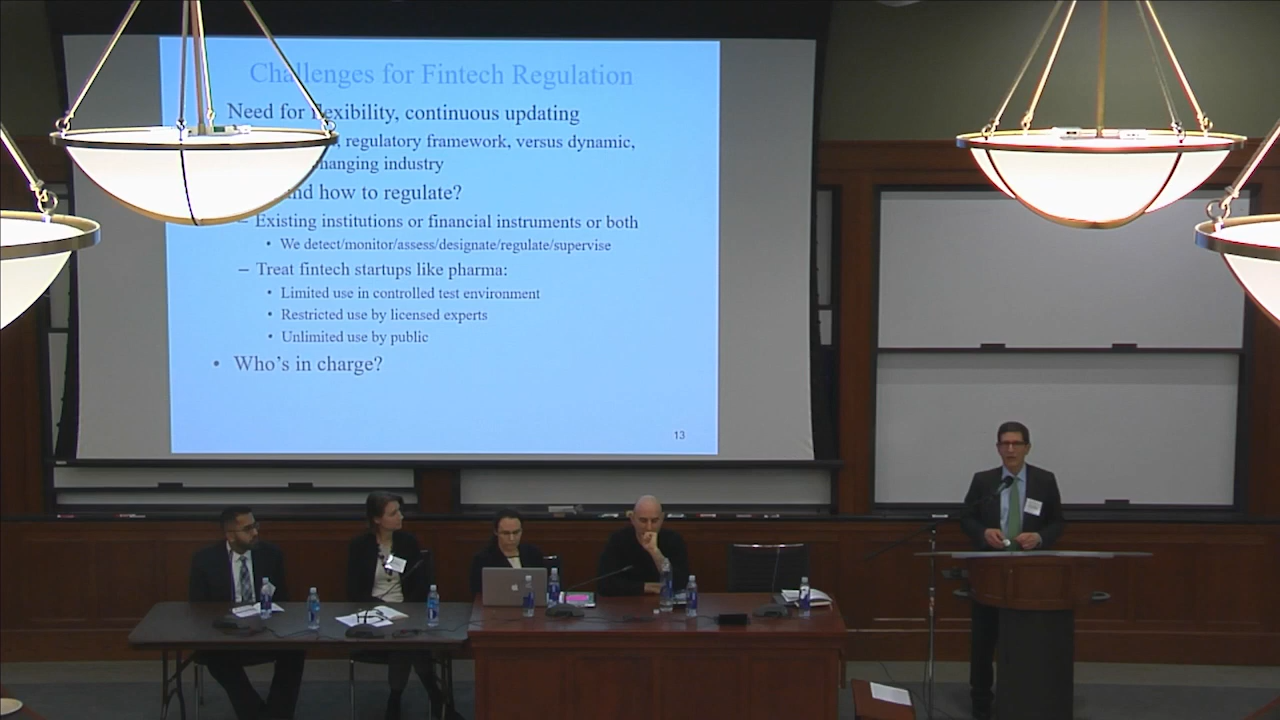 Challenges for Fintech Regulation
Need for flexibility, continuous updating
regulatory framework, versus dynamic,
changing industry
and how to regulate?
– Existing institutions or financial instruments or both
• We detect/monitor/assess/designate/regulate/supervise
– Treat fintech startups like pharma:
• Limited use in controlled test environment
• Restricted use by licensed experts
• Unlimited use by public
• Who's in charge?
13